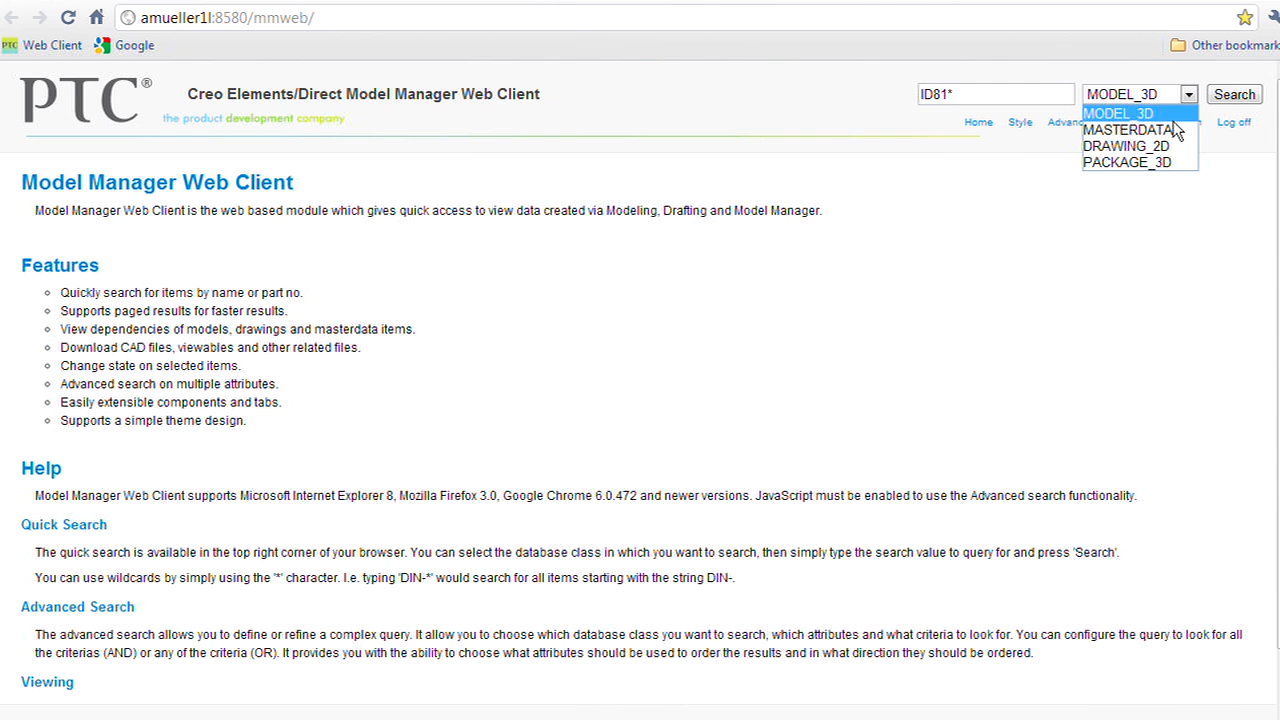 amueller1l:8580/mmweb/
PTC Web Client Google Other bookmark
PTC® Creo Elements/Direct Model Manager Web Client ID81* MODEL_3D Search
the product development company
Home Style Advanc Log off
MODEL_3D
MASTERDATA
DRAWING_2D
PACKAGE_3D
Model Manager Web Client
Model Manager Web Client is the web based module which gives quick access to view data created via Modeling, Drafting and Model Manager.
Features
Quickly search for items by name or part no.
Supports paged results for faster results.
View dependencies of models, drawings and masterdata items.
Download CAD files, viewables and other related files.
Change state on selected items.
Advanced search on multiple attributes.
Easily extensible components and tabs.
Supports a simple theme design.
Help
Model Manager Web Client supports Microsoft Internet Explorer 8, Mozilla Firefox 3.0, Google Chrome 6.0.472 and newer versions. JavaScript must be enabled to use the Advanced search functionality.
Quick Search
The quick search is available in the top right corner of your browser. You can select the database class in which you want to search, then simply type the search value to query for and press 'Search'.
You can use wildcards by simply using the '*' character. I.e. typing 'DIN-*' would search for all items starting with the string DIN-.
Advanced Search
The advanced search allows you to define or refine a complex query. It allow you to choose which database class you want to search, which attributes and what criteria to look for. You can configure the query to look for all
the criterias (AND) or any of the criteria (OR). It provides you with the ability to choose what attributes should be used to order the results and in what direction they should be ordered.
Viewing